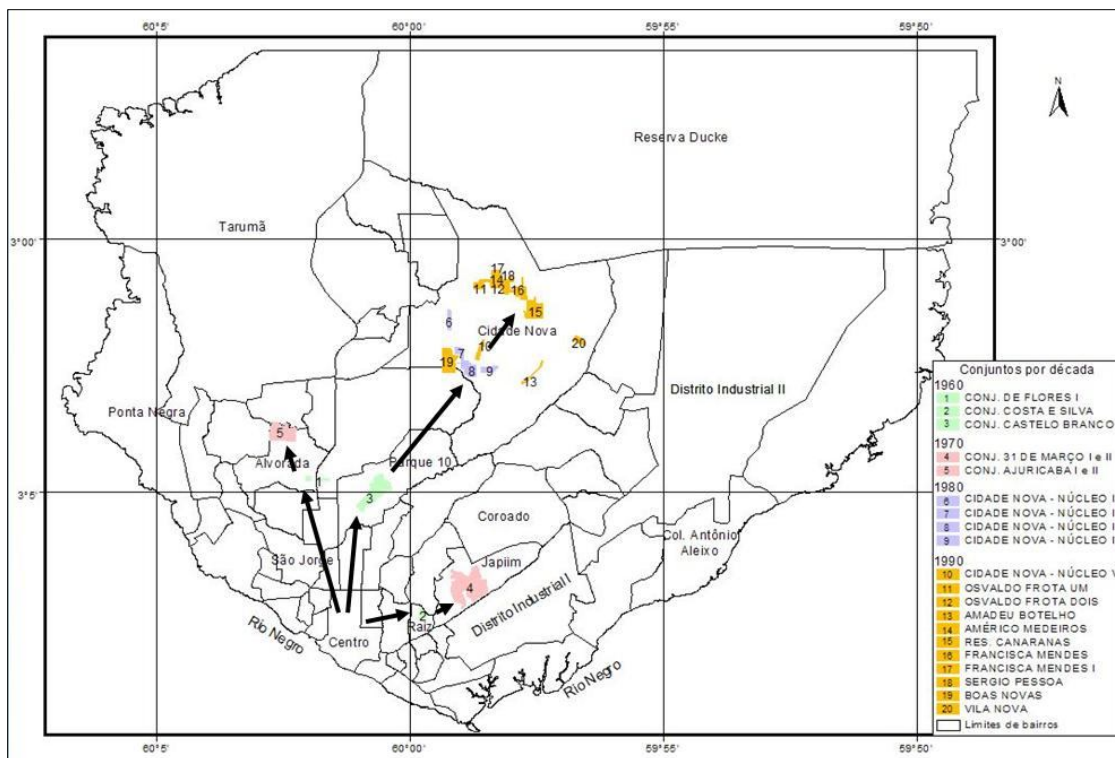 60°5'
60°00'
59°55'
59°50'
N
Reserva Ducke
Tarumã
3°00'
3°00'
17
14
18
11
12
16
15
6
Cidade Nova
10
7
19
8
9
20
13
Distrito Industrial II
Ponta Negra
5
Alvorada
Parque 10
1
3
3°5'
3°5'
Coroado
Col. Antônio
Aleixo
São Jorge
Japiim
4
Distrito Industrial I
2
Raiz
Centro
Rio Negro
Rio Negro
60°5'
60°00'
59°55'
59°50'
Conjuntos por década
1960
1 CONJ. DE FLORES I
2 CONJ. COSTA E SILVA
3 CONJ. CASTELO BRANCO
1970
4 CONJ. 31 DE MARÇO I e II
5 CONJ. AJURICABA I e II
1980
6 CIDADE NOVA - NÚCLEO I
7 CIDADE NOVA - NÚCLEO I
8 CIDADE NOVA - NÚCLEO I
9 CIDADE NOVA - NÚCLEO I
1990
10 CIDADE NOVA - NÚCLEO V
11 OSVALDO FROTA UM
12 OSVALDO FROTA DOIS
13 AMADEU BOTELHO
14 AMÉRICO MEDEIROS
15 RES. CANARANAS
16 FRANCISCA MENDES
17 FRANCISCA MENDES I
18 SERGIO PESSOA
19 BOAS NOVAS
20 VILA NOVA
Limites de bairros